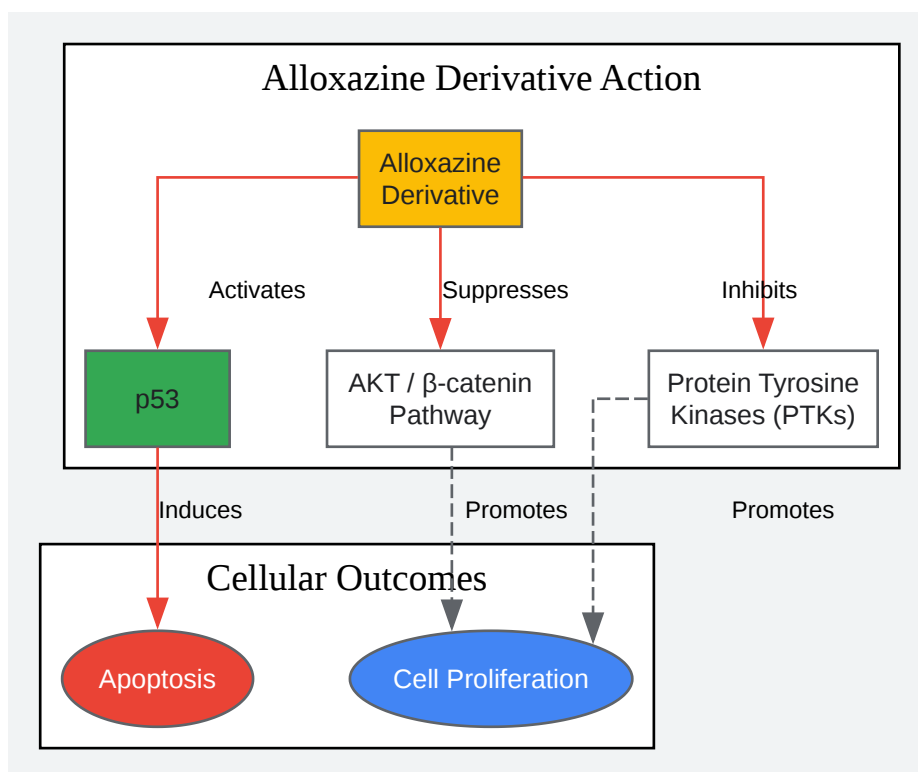 Alloxazine Derivative Action
Alloxazine
Derivative
Activates
Suppresses
Inhibits
p53
AKT / β-catenin
Pathway
Protein Tyrosine
Kinases (PTKs)
Induces
Promotes
Promotes
Cellular Outcomes
Apoptosis
Cell Proliferation